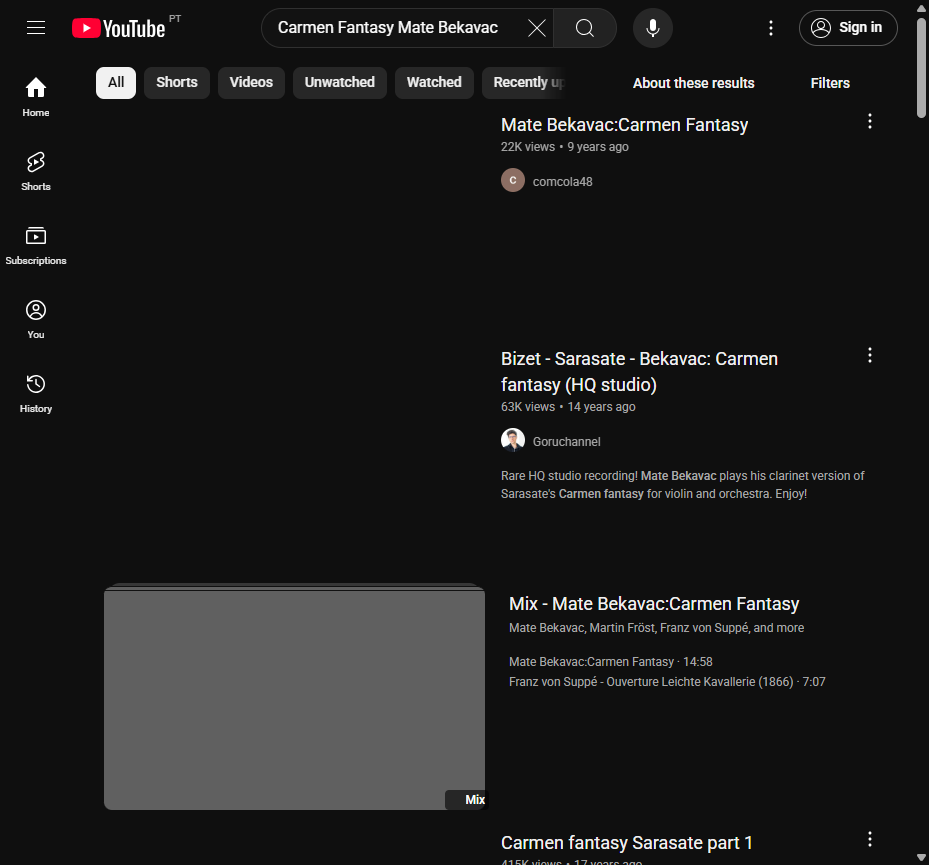 YouTube PT
Carmen Fantasy Mate Bekavac
Sign in
All
Shorts
Videos
Unwatched
Watched
Recently up
About these results
Filters
Home
Shorts
Subscriptions
You
History
Mate Bekavac:Carmen Fantasy
22K views • 9 years ago
C
comcola48
Bizet - Sarasate - Bekavac: Carmen
fantasy (HQ studio)
63K views • 14 years ago
Goruchannel
Rare HQ studio recording! Mate Bekavac plays his clarinet version of
Sarasate's Carmen fantasy for violin and orchestra. Enjoy!
Mix
Mix - Mate Bekavac:Carmen Fantasy
Mate Bekavac, Martin Fröst, Franz von Suppé, and more
Mate Bekavac:Carmen Fantasy · 14:58
Franz von Suppé - Ouverture Leichte Kavallerie (1866) · 7:07
Carmen fantasy Sarasate part 1
415K views • 17 years ago